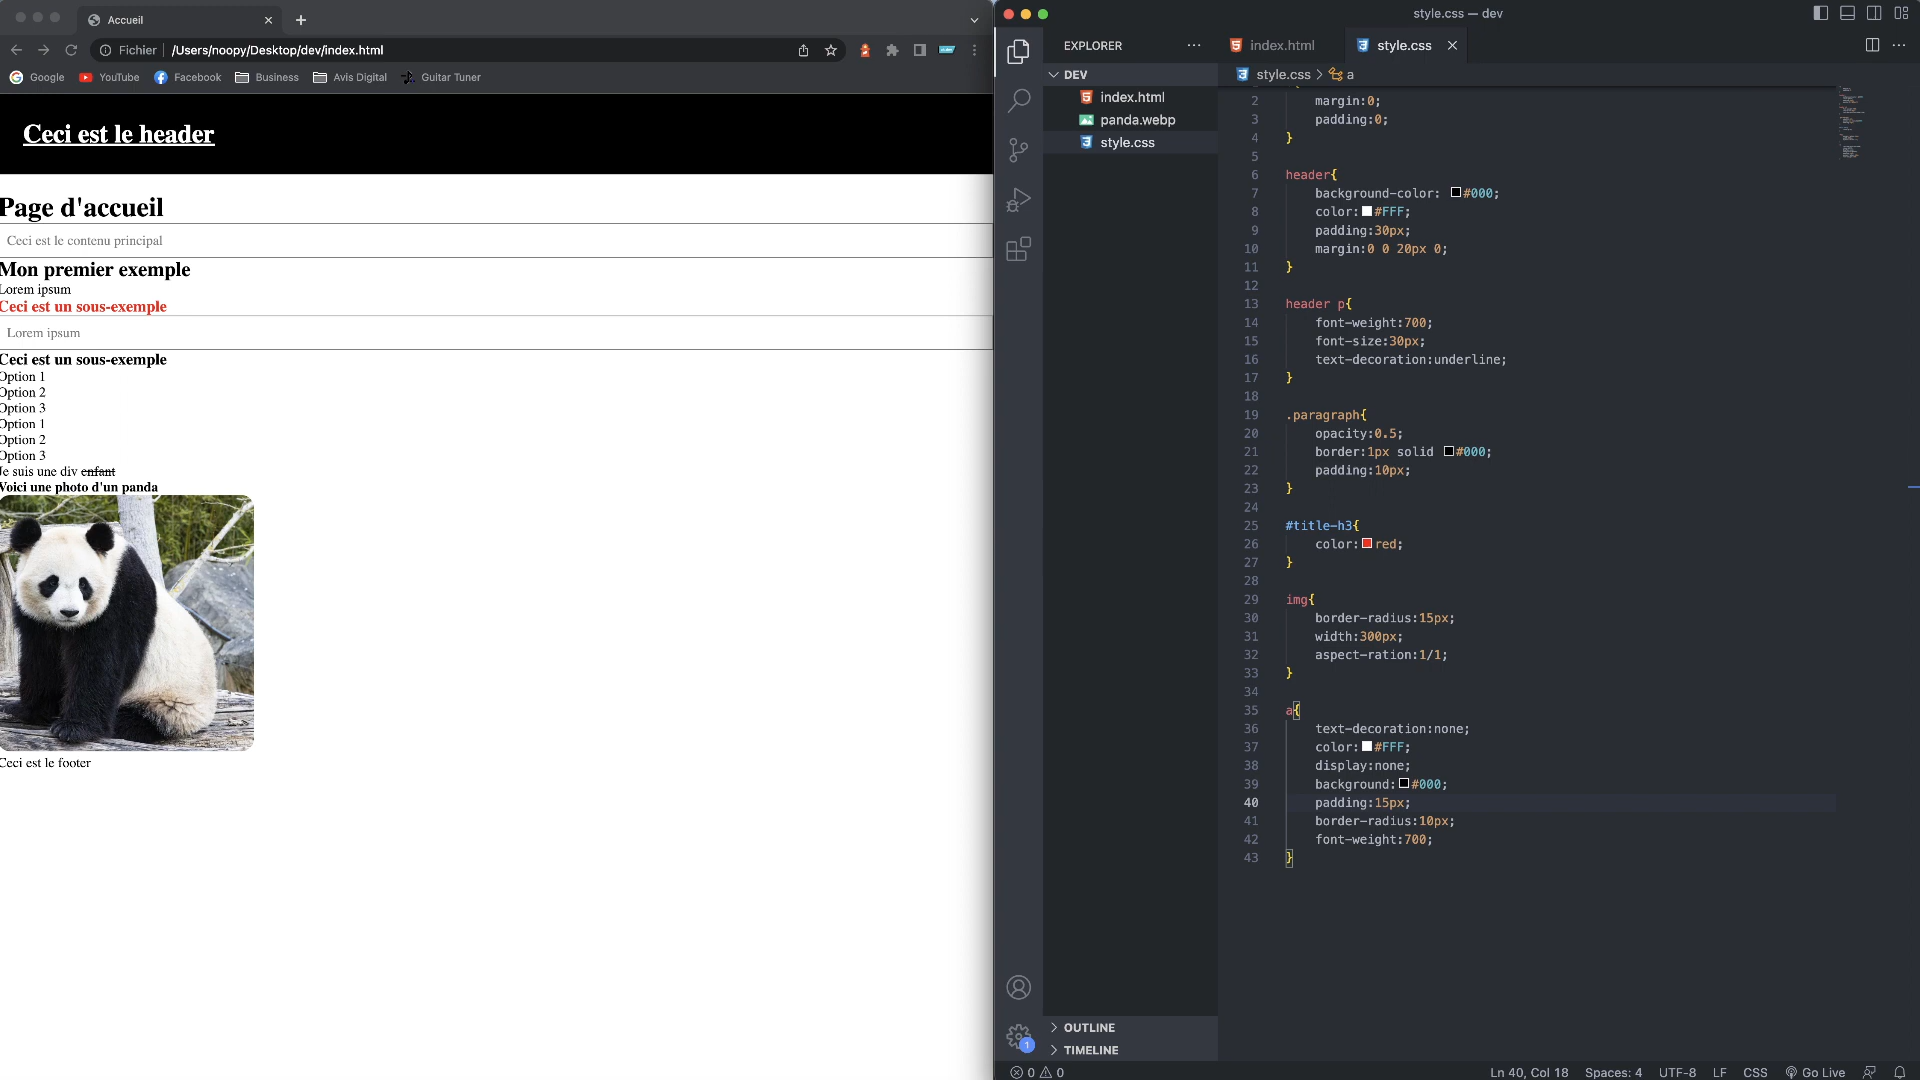 Accueil
Fichier
/Users/noopy/Desktop/dev/index.html
Google
YouTube
Facebook
Business
Avis Digital
Guitar Tuner
Ceci est le header
Page d'accueil
Ceci est le contenu principal
Mon premier exemple
Lorem ipsum
Ceci est un sous-exemple
Lorem ipsum
Ceci est un sous-exemple
Option 1
Option 2
Option 3
Option 1
Option 2
Option 3
Je suis une div enfant
Voici une photo d'un panda
Ceci est le footer
style.css — dev
EXPLORER
DEV
index.html
panda.webp
style.css
OUTLINE
TIMELINE
index.html
style.css
style.css > a
2 margin:0;
3 padding:0;
4 }
5
6 header{
7 background-color: #000;
8 color:#FFF;
9 padding:30px;
10 margin:0 0 20px 0;
11 }
12
13 header p{
14 font-weight:700;
15 font-size:30px;
16 text-decoration:underline;
17 }
18
19 .paragraph{
20 opacity:0.5;
21 border:1px solid #000;
22 padding:10px;
23 }
24
25 #title-h3{
26 color:red;
27 }
28
29 img{
30 border-radius:15px;
31 width:300px;
32 aspect-ration:1/1;
33 }
34
35 a{
36 text-decoration:none;
37 color:#FFF;
38 display:none;
39 background:#000;
40 padding:15px;
41 border-radius:10px;
42 font-weight:700;
43 }
1
0 0
Ln 40, Col 18
Spaces: 4
UTF-8
LF
CSS
Go Live